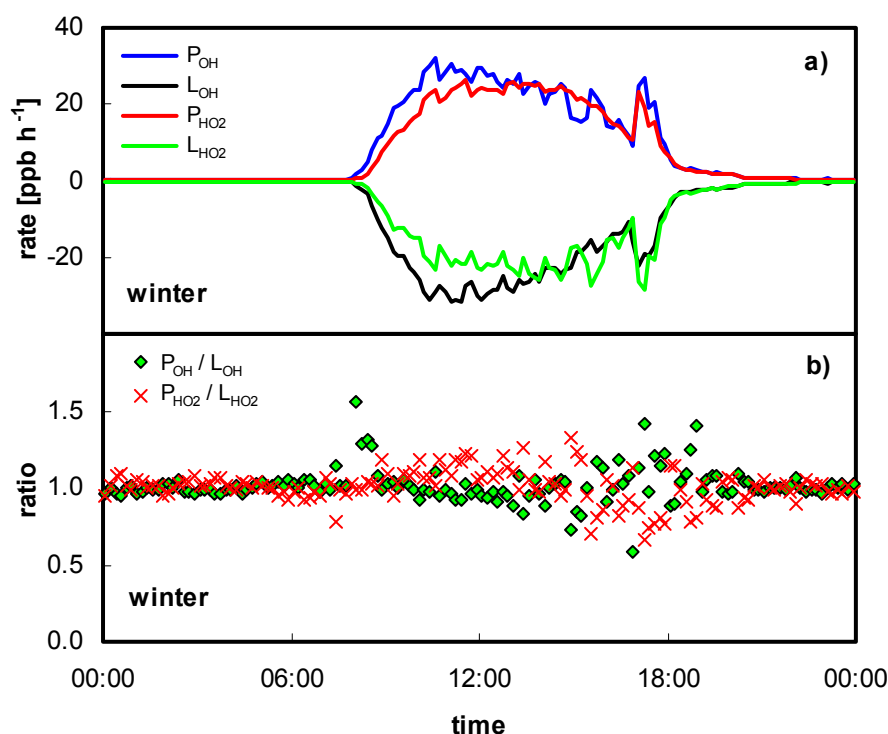 40
20
0
-20
rate [ppb h⁻¹]
P_OH
L_OH
P_HO2
L_HO2
a)
winter
P_OH / L_OH
P_HO2 / L_HO2
b)
1.5
1.0
0.5
0.0
ratio
winter
00:00 06:00 12:00 18:00 00:00
time